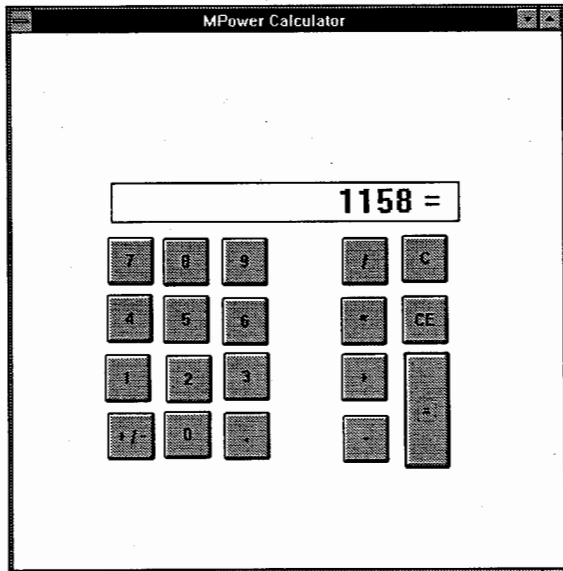 MPower Calculator
1158 =
7 8 9 / C
4 5 6 * CE
1 2 3 + =
+/- 0 . -